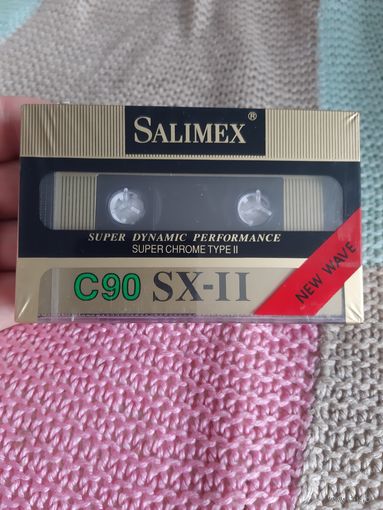 SALIMEX ®
SUPER DYNAMIC PERFORMANCE
SUPER CHROME TYPE II
C90 SX-II
NEW WAVE